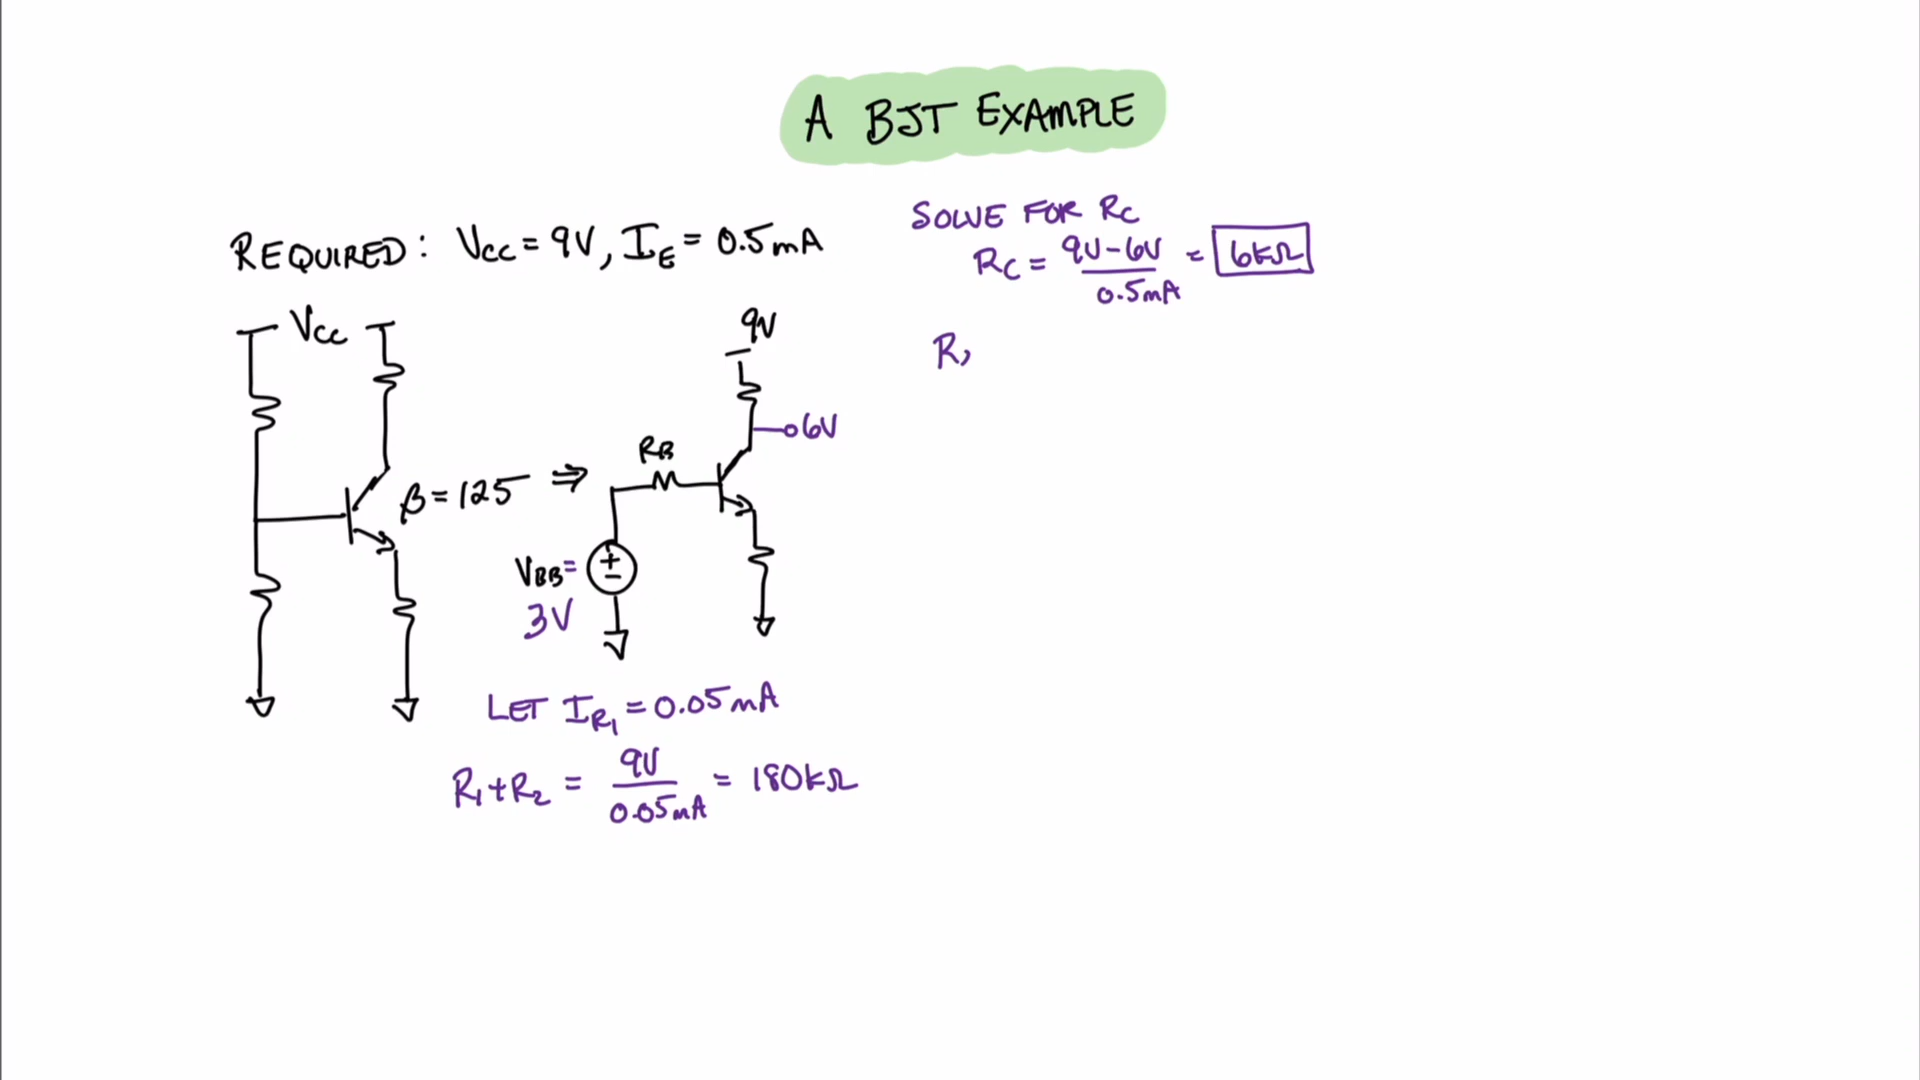 A BJT EXAMPLE
REQUIRED: Vcc = 9V, IE = 0.5mA
Vcc
β = 125 ⇒
9V
6V
RB
VBB =
3V
LET IR1 = 0.05mA
R1+R2 = 9V/0.05mA = 180kΩ
SOLVE FOR RC
RC = 9V-6V/0.5mA = 6kΩ
R,